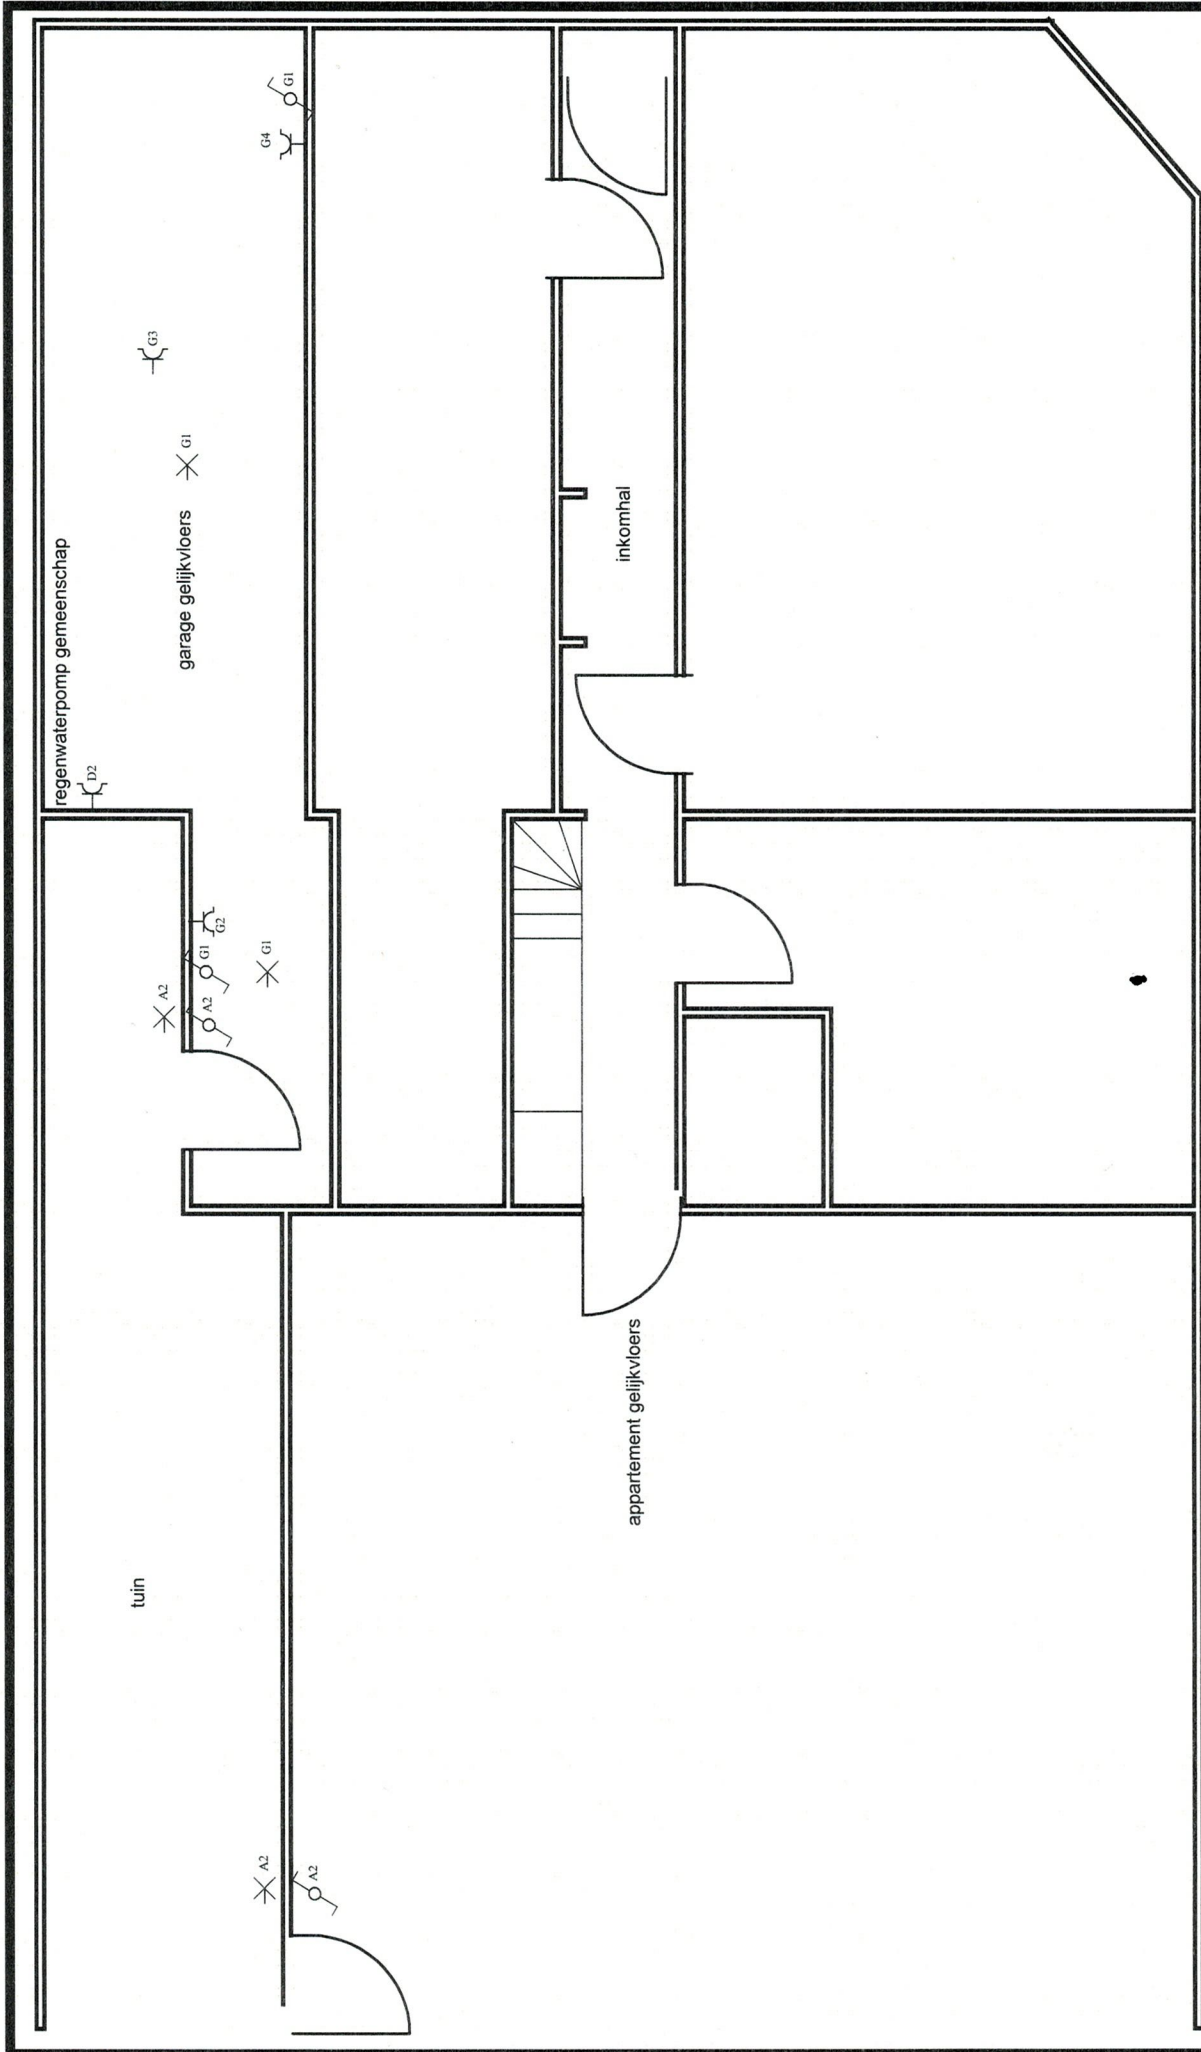 regenwaterpomp gemeenschap
D2
garage gelijkvloers
G1
G3
G4
G1
G2
G1
G1
A2
A2
inkomhal
tuin
appartement gelijkvloers
A2
A2